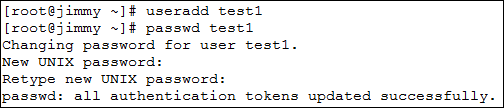 [root@jimmy ~]# useradd test1
[root@jimmy ~]# passwd test1
Changing password for user test1.
New UNIX password:
Retype new UNIX password:
passwd: all authentication tokens updated successfully.